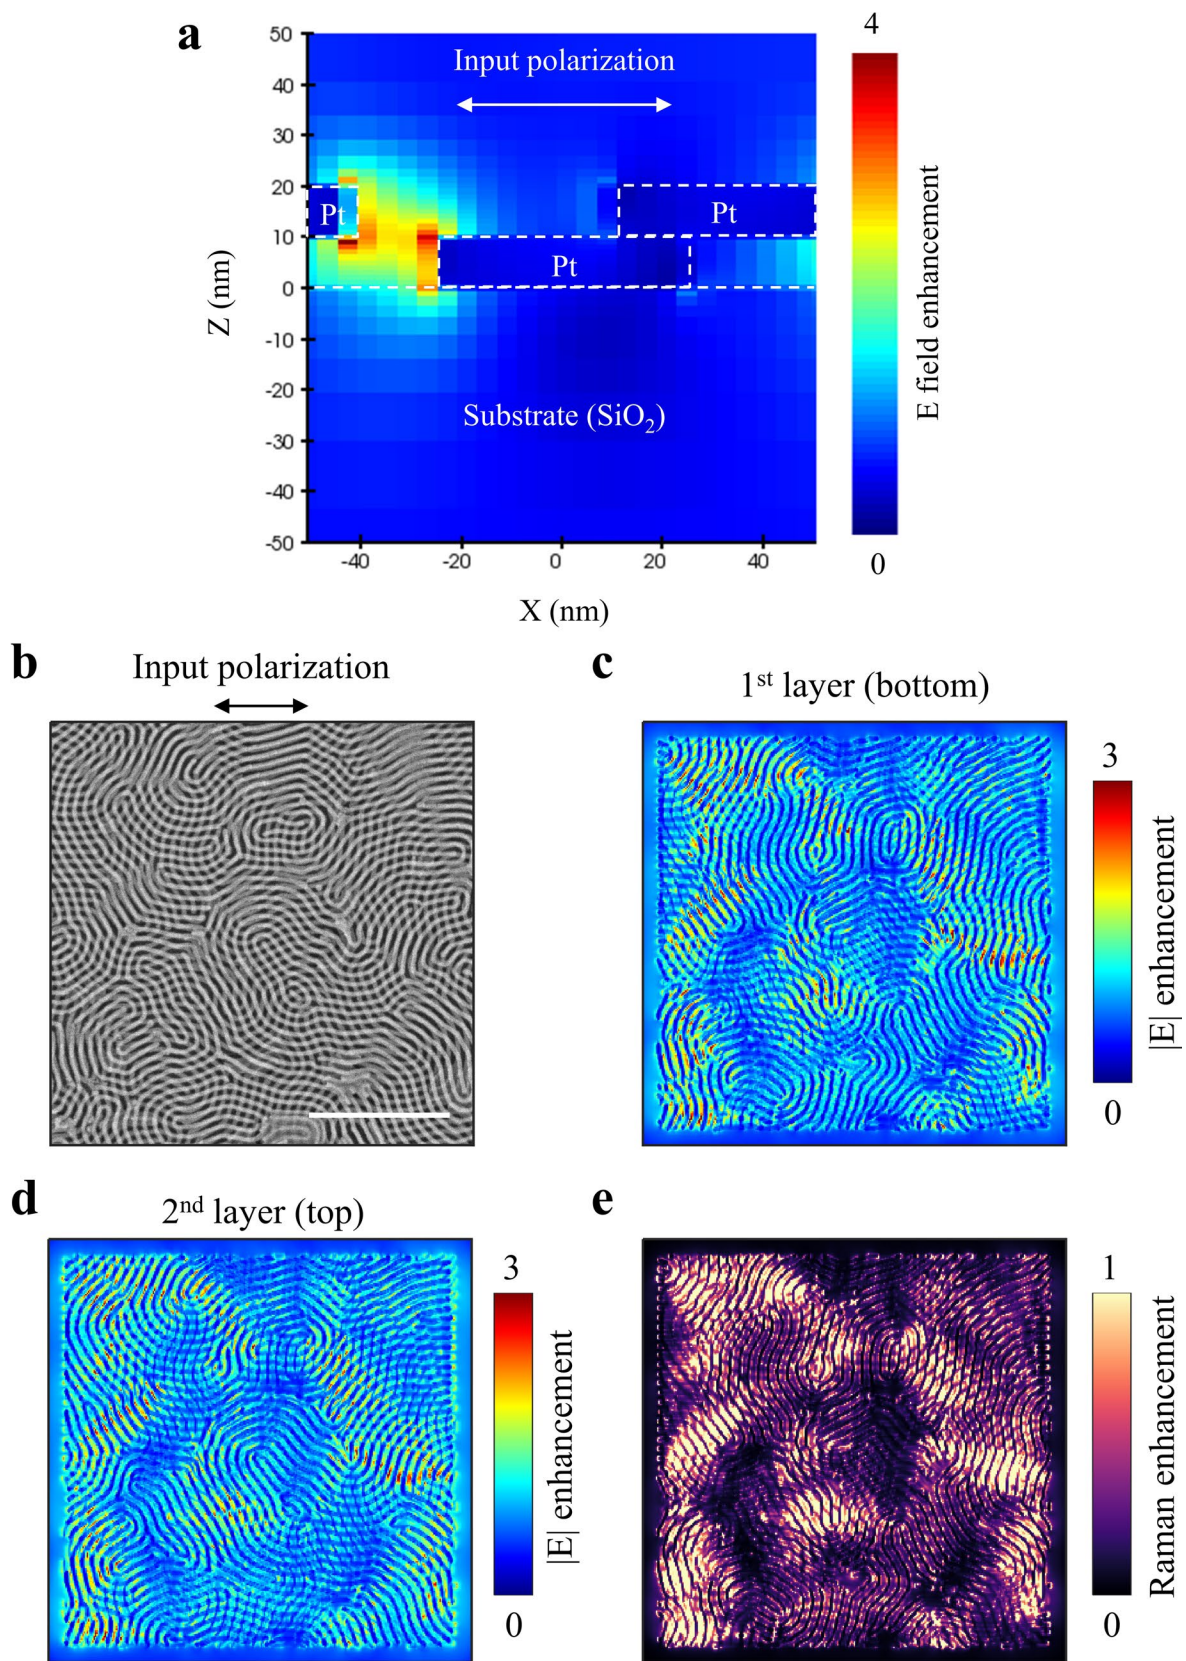 a
4
Input polarization
50
40
30
20
10
0
-10
-20
-30
-40
-50
Z (nm)
Pt
Pt
Pt
Substrate (SiO₂)
E field enhancement
0
-40
-20
0
20
40
X (nm)
b
Input polarization
c
1st layer (bottom)
3
|E| enhancement
0
d
2nd layer (top)
3
|E| enhancement
0
e
1
Raman enhancement
0